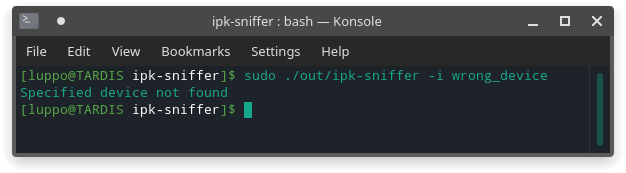 ipk-sniffer : bash — Konsole
File Edit View Bookmarks Settings Help
[luppo@TARDIS ipk-sniffer]$ sudo ./out/ipk-sniffer -i wrong_device
Specified device not found
[luppo@TARDIS ipk-sniffer]$